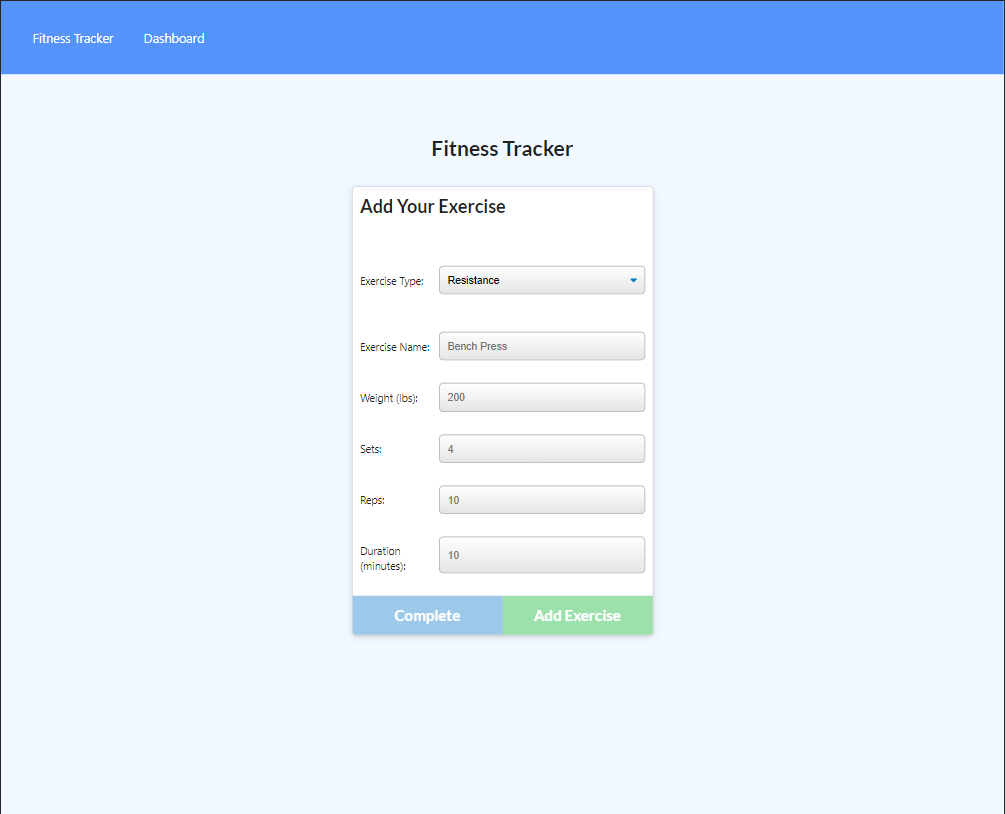 Fitness Tracker Dashboard
Fitness Tracker
Add Your Exercise
Exercise Type: Resistance
Exercise Name: Bench Press
Weight (lbs): 200
Sets: 4
Reps: 10
Duration
(minutes): 10
Complete Add Exercise